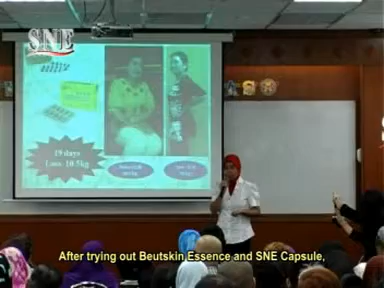 SNE
19 days
Loss 10.5kg
After trying out Beutskin Essence and SNE Capsule,